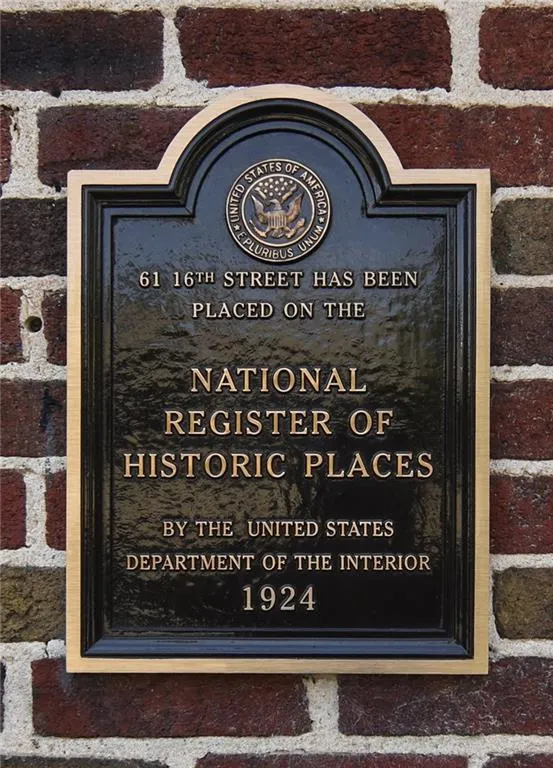 UNITED STATES OF AMERICA
★ E PLURIBUS UNUM ★
61 16TH STREET HAS BEEN
PLACED ON THE
NATIONAL
REGISTER OF
HISTORIC PLACES
BY THE UNITED STATES
DEPARTMENT OF THE INTERIOR
1924